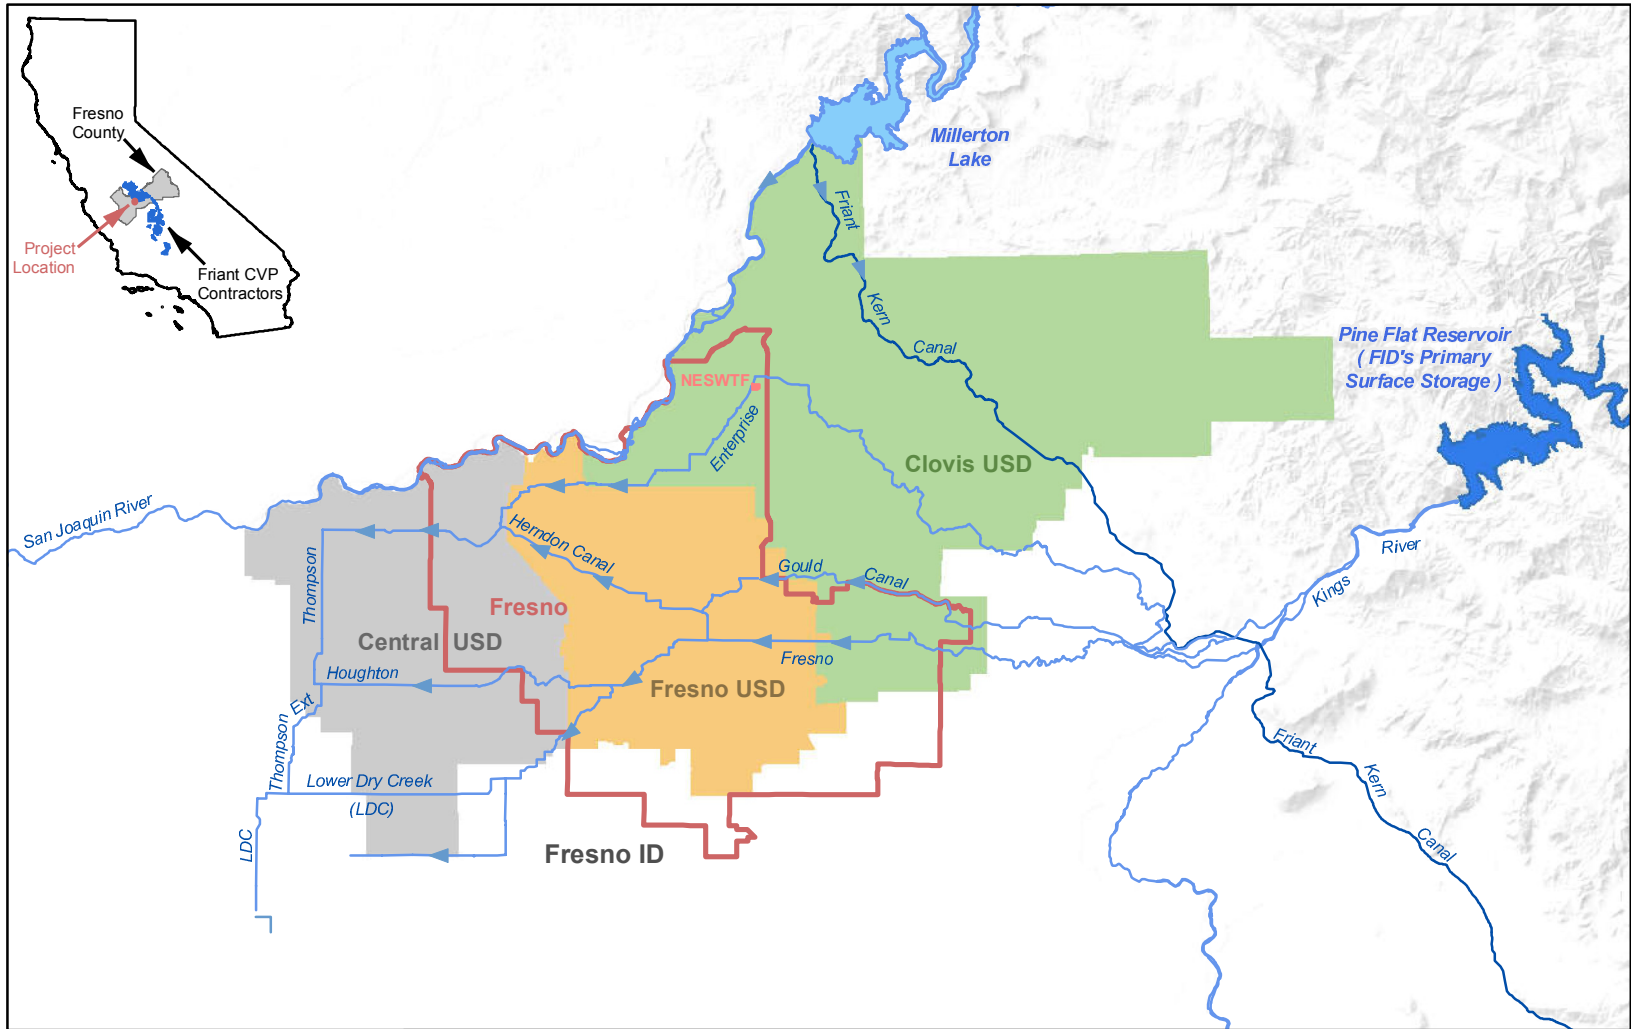 Fresno
County
Project
Location
Friant CVP
Contractors
Millerton
Lake
Friant
Kern
Canal
Pine Flat Reservoir
( FID's Primary
Surface Storage )
NESWTF
Enterprise
Clovis USD
San Joaquin River
Herndon Canal
Gould
Canal
River
Kings
Thompson
Fresno
Central USD
Fresno
Houghton
Fresno USD
Thompson
Ext
Friant
Kern
Canal
Lower Dry Creek
(LDC)
LDC
Fresno ID